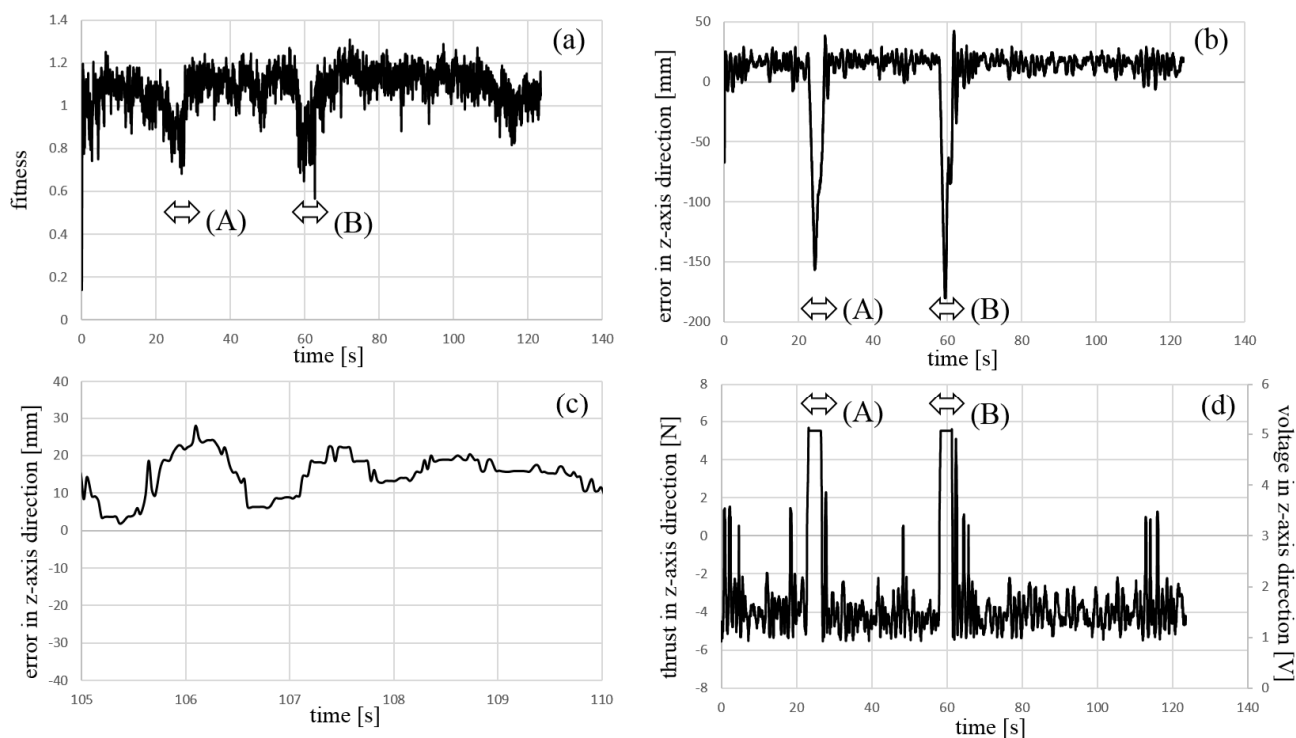 (a)
fitness
1.4
1.2
1
0.8
0.6
0.4
0.2
0
(A)
(B)
0 20 40 60 80 100 120 140
time [s]
(b)
error in z-axis direction [mm]
50
0
-50
-100
-150
-200
(A)
(B)
0 20 40 60 80 100 120 140
time [s]
(c)
error in z-axis direction [mm]
40
30
20
10
0
10
20
30
-40
105 106 107 108 109 110
time [s]
(d)
thrust in z-axis direction [N]
8
6
4
2
0
-2
-4
-6
-8
(A)
(B)
voltage in z-axis direction [V]
6
5
4
3
2
1
0
0 20 40 60 80 100 120 140
time [s]